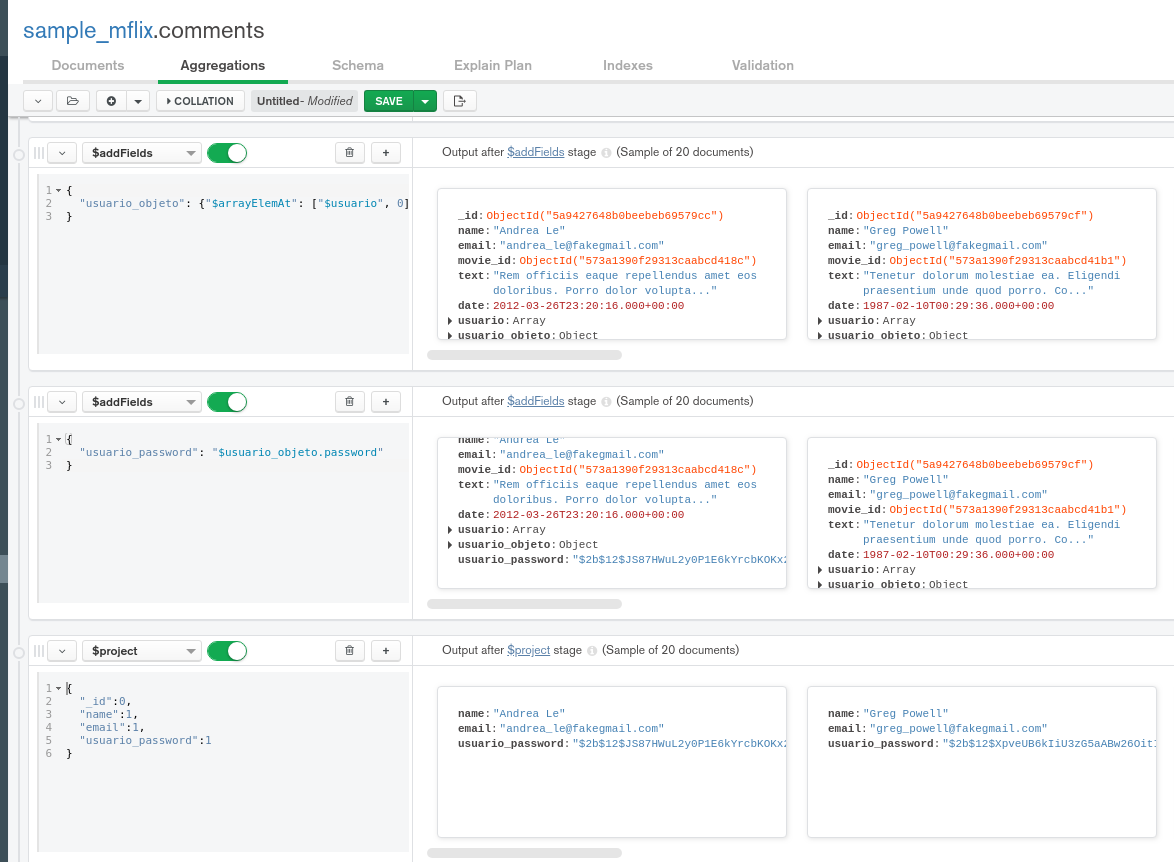 sample_mflix.comments
Documents Aggregations Schema Explain Plan Indexes Validation
COLLATION Untitled- Modified SAVE
$addFields
Output after $addFields stage (Sample of 20 documents)
1 {
2 "usuario_objeto": {"$arrayElemAt": ["$usuario", 0]
3 }
_id: ObjectId("5a9427648b0beebeb69579cc")
name: "Andrea Le"
email: "andrea_le@fakegmail.com"
movie_id: ObjectId("573a1390f29313caabcd418c")
text: "Rem officiis eaque repellendus amet eos
doloribus. Porro dolor volupta..."
date: 2012-03-26T23:20:16.000+00:00
usuario: Array
usuario_objeto: Object
_id: ObjectId("5a9427648b0beebeb69579cf")
name: "Greg Powell"
email: "greg_powell@fakegmail.com"
movie_id: ObjectId("573a1390f29313caabcd41b1")
text: "Tenetur dolorum molestiae ea. Eligendi
praesentium unde quod porro. Co..."
date: 1987-02-10T00:29:36.000+00:00
usuario: Array
usuario_objeto: Object
$addFields
Output after $addFields stage (Sample of 20 documents)
1 {
2 "usuario_password": "$usuario_objeto.password"
3 }
name: "Andrea Le"
email: "andrea_le@fakegmail.com"
movie_id: ObjectId("573a1390f29313caabcd418c")
text: "Rem officiis eaque repellendus amet eos
doloribus. Porro dolor volupta..."
date: 2012-03-26T23:20:16.000+00:00
usuario: Array
usuario_objeto: Object
usuario_password: "$2b$12$JS87HWuL2y0P1E6kYrcbKOKx2
_id: ObjectId("5a9427648b0beebeb69579cf")
name: "Greg Powell"
email: "greg_powell@fakegmail.com"
movie_id: ObjectId("573a1390f29313caabcd41b1")
text: "Tenetur dolorum molestiae ea. Eligendi
praesentium unde quod porro. Co..."
date: 1987-02-10T00:29:36.000+00:00
usuario: Array
usuario_objeto: Object
$project
Output after $project stage (Sample of 20 documents)
1 {
2 "_id":0,
3 "name":1,
4 "email":1,
5 "usuario_password":1
6 }
name: "Andrea Le"
email: "andrea_le@fakegmail.com"
usuario_password: "$2b$12$JS87HWuL2y0P1E6kYrcbKOKx2
name: "Greg Powell"
email: "greg_powell@fakegmail.com"
usuario_password: "$2b$12$XpveUB6kIiU3zG5aABw26Oit